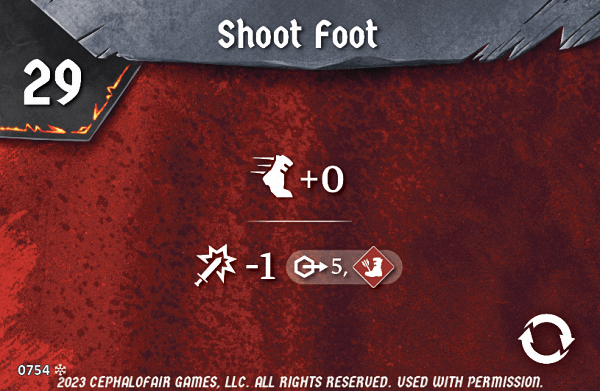 Shoot Foot
29
+0
-1 5,
0754
2023 CEPHALOFAIR GAMES, LLC. ALL RIGHTS RESERVED. USED WITH PERMISSION.